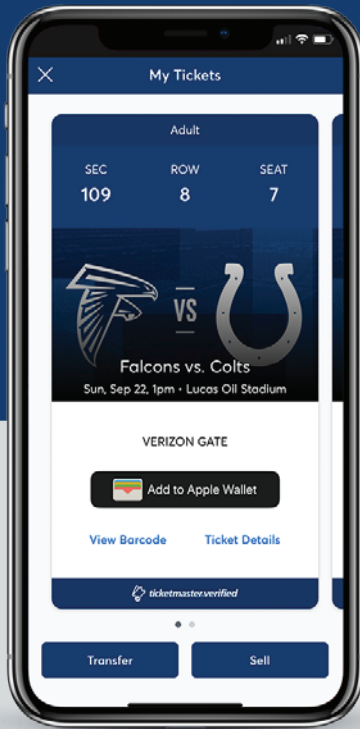 My Tickets
Adult
SEC ROW SEAT
109 8 7
VS
Falcons vs. Colts
Sun, Sep 22, 1pm • Lucas Oil Stadium
VERIZON GATE
Add to Apple Wallet
View Barcode Ticket Details
ticketmaster.verified
Transfer Sell